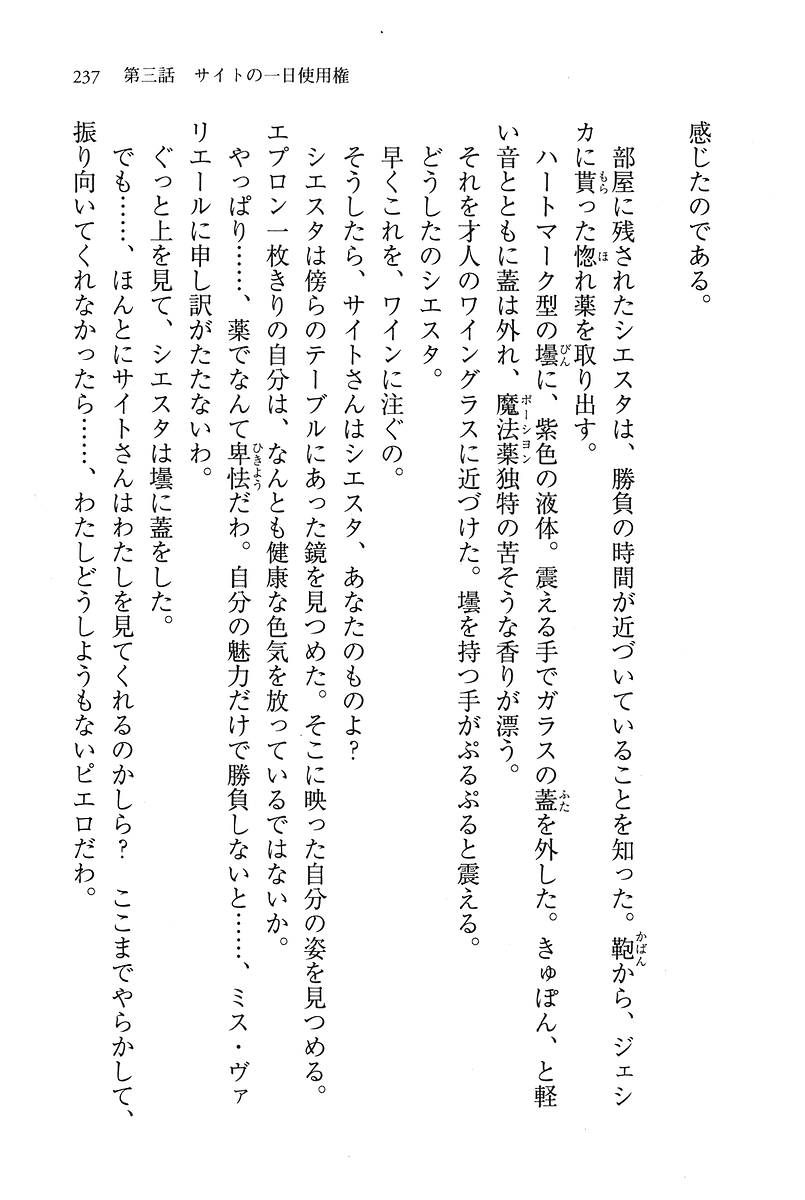 237　第三話　サイトの一日使用権
感じたのである。
部屋に残されたシエスタは、勝負の時間が近づいていることを知った。鞄から、ジェシ
カに貰った惚れ薬を取り出す。
ハートマーク型の壜に、紫色の液体。震える手でガラスの蓋を外した。きゅぽん、と軽
い音とともに蓋は外れ、魔法薬独特の苦そうな香りが漂う。
それを才人のワイングラスに近づけた。壜を持つ手がぷるぷると震える。
どうしたのシエスタ。
早くこれを、ワインに注ぐの。
そうしたら、サイトさんはシエスタ、あなたのものよ？
シエスタは傍らのテーブルにあった鏡を見つめた。そこに映った自分の姿を見つめる。
エプロン一枚きりの自分は、なんとも健康な色気を放っているではないか。
やっぱり……、薬でなんて卑怯だわ。自分の魅力だけで勝負しないと……、ミス・ヴァ
リエールに申し訳がたたないわ。
ぐっと上を見て、シエスタは壜に蓋をした。
でも……、ほんとにサイトさんはわたしを見てくれるのかしら？　ここまでやらかして、
振り向いてくれなかったら……、わたしどうしようもないピエロだわ。